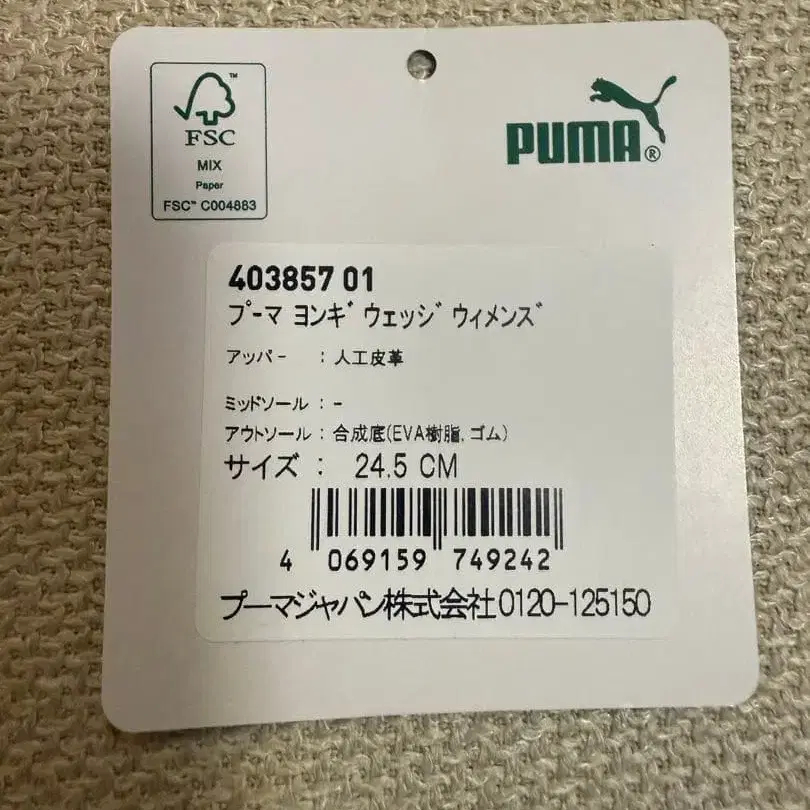 FSC™
MIX
Paper
FSC™ C004883
PUMA®
403857 01
プーマ ヨンギ ウェッジ ウィメンズ
アッパー : 人工皮革
ミッドソール : -
アウトソール : 合成底(EVA樹脂,ゴム)
サイズ : 24.5 CM
4 069159 749242
プーマジャパン株式会社0120-125150